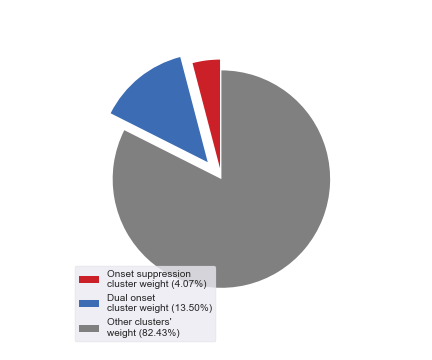 Onset suppression
cluster weight (4.07%)
Dual onset
cluster weight (13.50%)
Other clusters'
weight (82.43%)